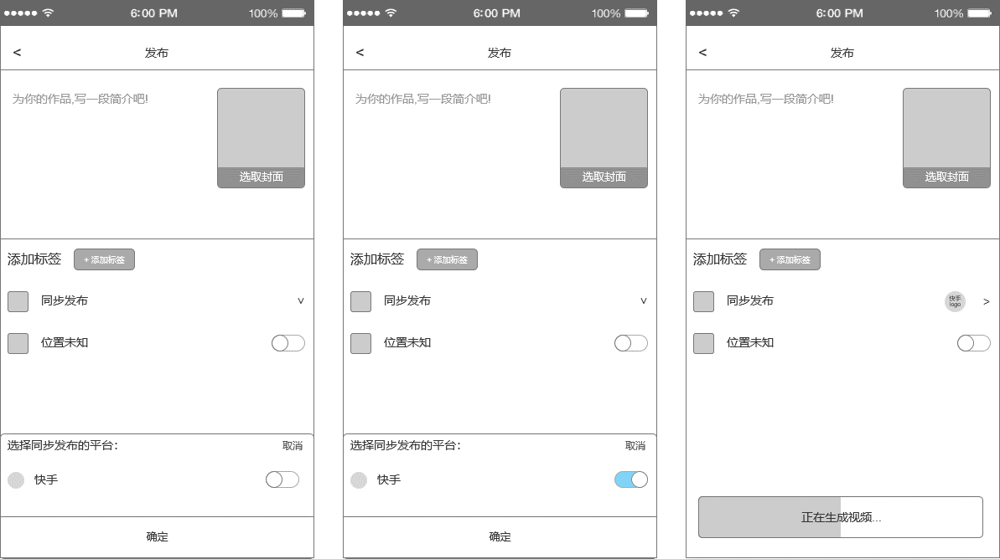 6:00 PM
100%
<
发布
为你的作品,写一段简介吧!
选取封面
添加标签
+ 添加标签
同步发布
v
位置未知
选择同步发布的平台：
取消
快手
确定
6:00 PM
100%
<
发布
为你的作品,写一段简介吧!
选取封面
添加标签
+ 添加标签
同步发布
v
位置未知
选择同步发布的平台：
取消
快手
确定
6:00 PM
100%
<
发布
为你的作品,写一段简介吧!
选取封面
添加标签
+ 添加标签
同步发布
快手
logo
>
位置未知
正在生成视频...